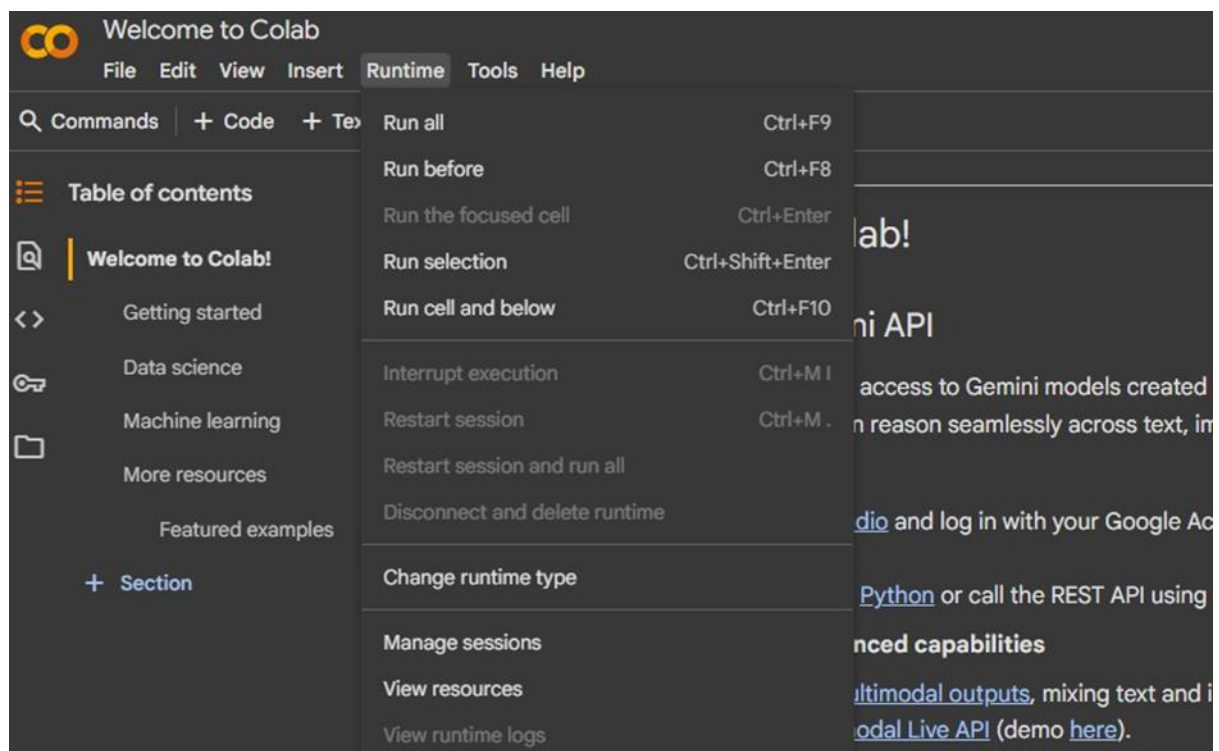 Welcome to Colab
File Edit View Insert Runtime Tools Help
Commands + Code + Tex
Table of contents
Welcome to Colab!
Getting started
Data science
Machine learning
More resources
Featured examples
+ Section
Run all Ctrl+F9
Run before Ctrl+F8
Run the focused cell Ctrl+Enter
Run selection Ctrl+Shift+Enter
Run cell and below Ctrl+F10
Interrupt execution Ctrl+M I
Restart session Ctrl+M .
Restart session and run all
Disconnect and delete runtime
Change runtime type
Manage sessions
View resources
View runtime logs
lab!
ni API
access to Gemini models created
n reason seamlessly across text, im
dio and log in with your Google Ac
Python or call the REST API using
nced capabilities
ultimodal outputs, mixing text and i
odal Live API (demo here).